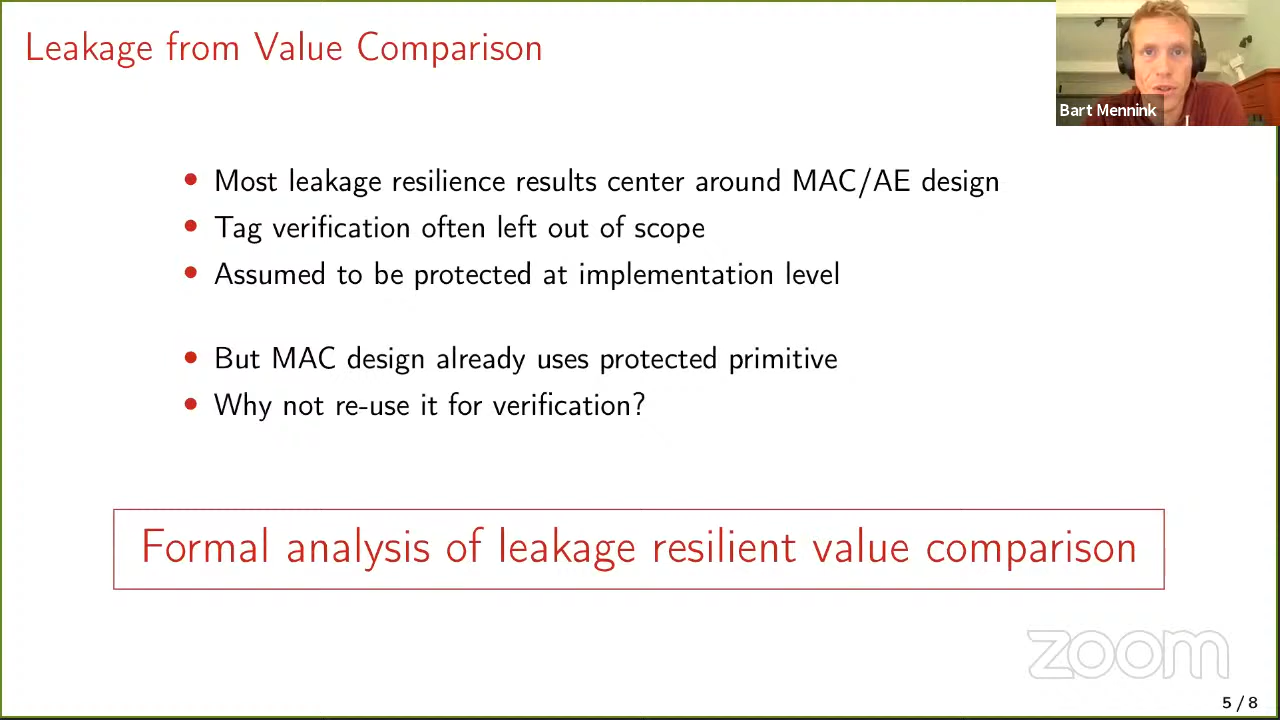 Leakage from Value Comparison
Bart Mennink
• Most leakage resilience results center around MAC/AE design
• Tag verification often left out of scope
• Assumed to be protected at implementation level
• But MAC design already uses protected primitive
• Why not re-use it for verification?
Formal analysis of leakage resilient value comparison
zoom
5 / 8